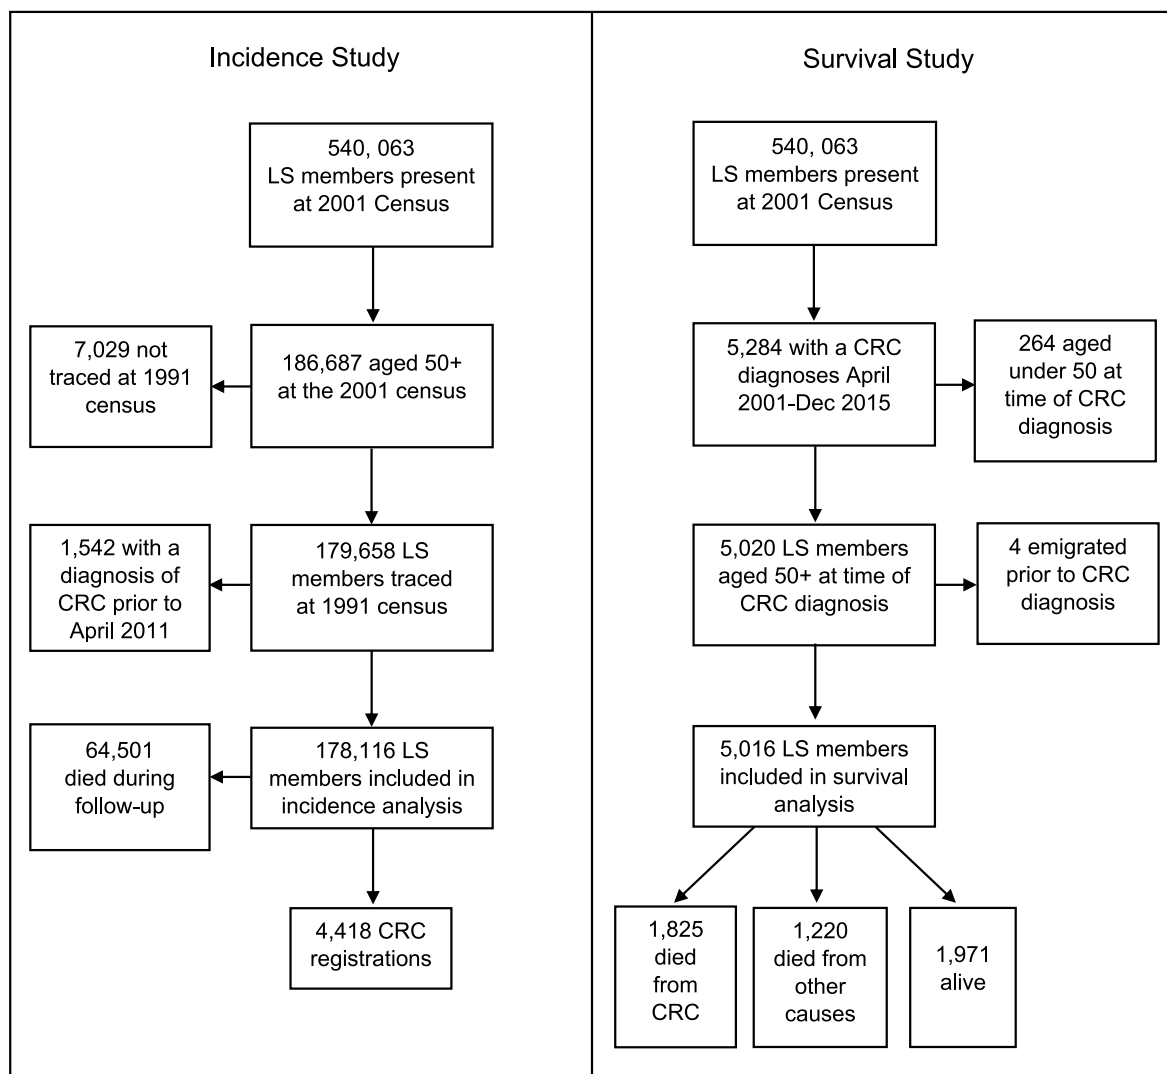 Incidence Study
540, 063
LS members present
at 2001 Census
7,029 not
traced at 1991
census
186,687 aged 50+
at the 2001 census
1,542 with a
diagnosis of
CRC prior to
April 2011
179,658 LS
members traced
at 1991 census
64,501
died during
follow-up
178,116 LS
members included in
incidence analysis
4,418 CRC
registrations
Survival Study
540, 063
LS members present
at 2001 Census
5,284 with a CRC
diagnoses April
2001-Dec 2015
264 aged
under 50 at
time of CRC
diagnosis
5,020 LS members
aged 50+ at time of
CRC diagnosis
4 emigrated
prior to CRC
diagnosis
5,016 LS members
included in survival
analysis
1,825
died
from
CRC
1,220
died from
other
causes
1,971
alive